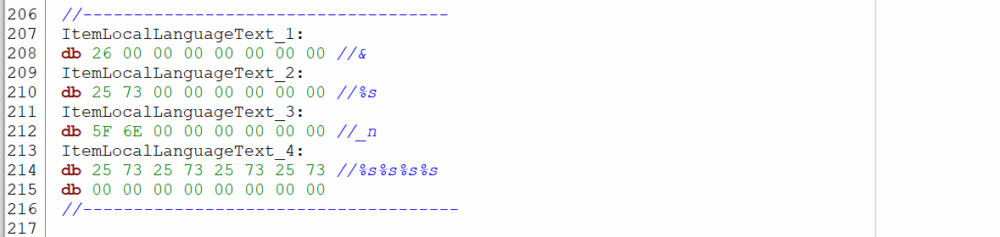 206 //------------------------------------
207 ItemLocalLanguageText_1:
208 db 26 00 00 00 00 00 00 00 //&
209 ItemLocalLanguageText_2:
210 db 25 73 00 00 00 00 00 00 //%s
211 ItemLocalLanguageText_3:
212 db 5F 6E 00 00 00 00 00 00 //_n
213 ItemLocalLanguageText_4:
214 db 25 73 25 73 25 73 25 73 //%s%s%s%s
215 db 00 00 00 00 00 00 00 00
216 //-------------------------------------
217